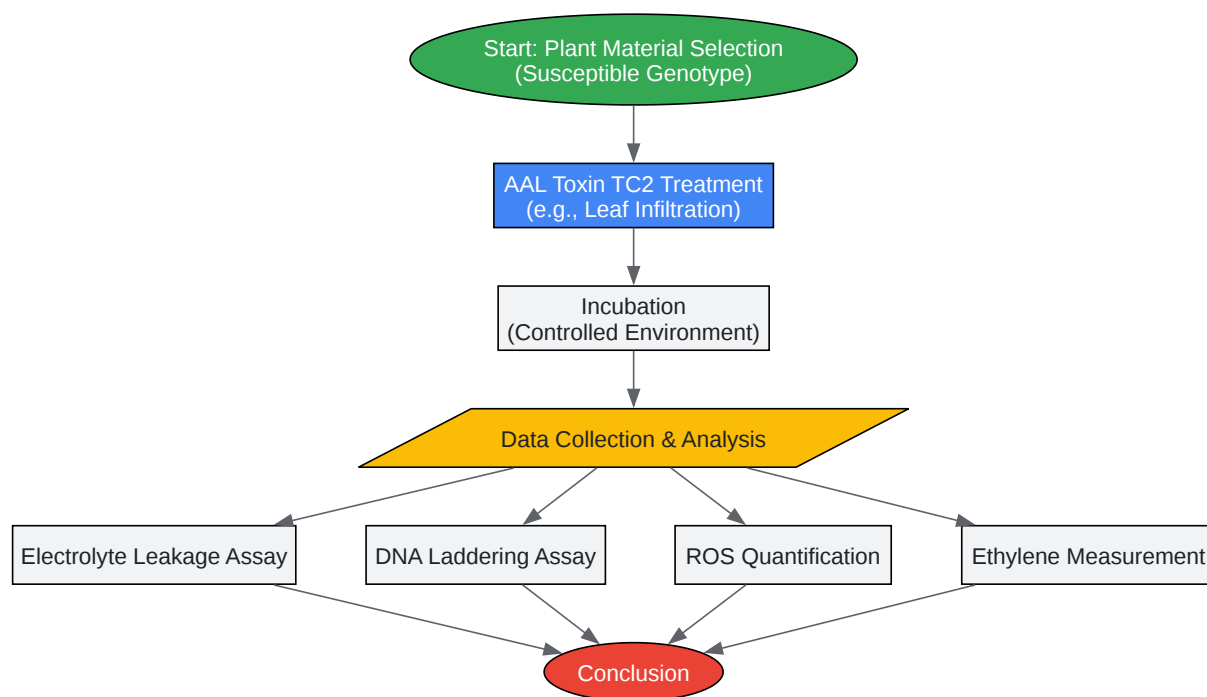 Start: Plant Material Selection
(Susceptible Genotype)
AAL Toxin TC2 Treatment
(e.g., Leaf Infiltration)
Incubation
(Controlled Environment)
Data Collection & Analysis
Electrolyte Leakage Assay
DNA Laddering Assay
ROS Quantification
Ethylene Measurement
Conclusion